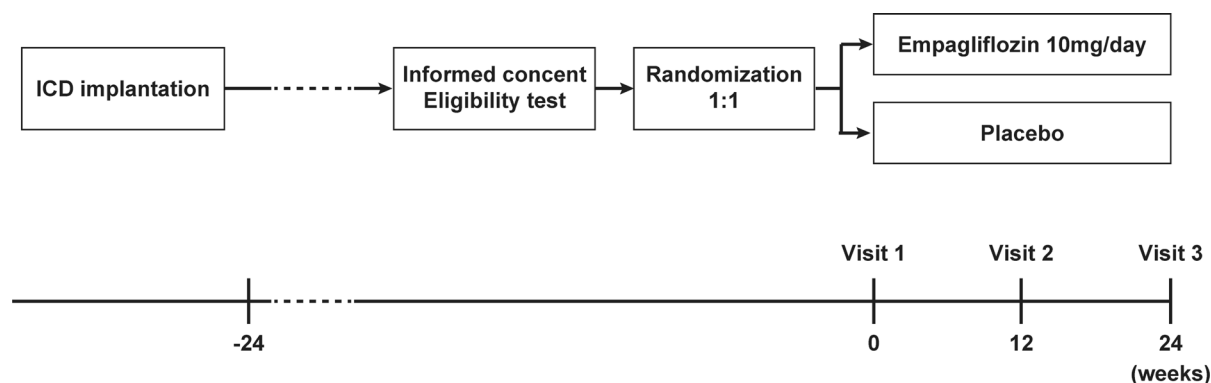 ICD implantation
Informed concent
Eligibility test
Randomization
1:1
Empagliflozin 10mg/day
Placebo
Visit 1 Visit 2 Visit 3
-24 0 12 24
(weeks)